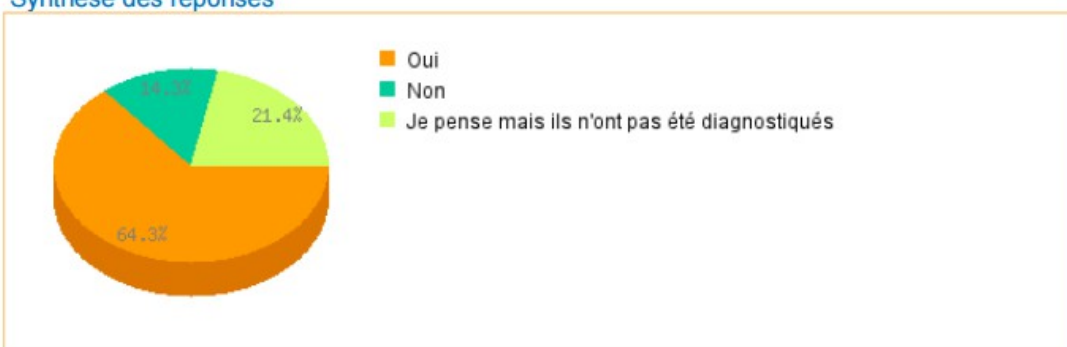 Synthèse des réponses
Oui
Non
Je pense mais ils n'ont pas été diagnostiqués
14.3%
21.4%
64.3%